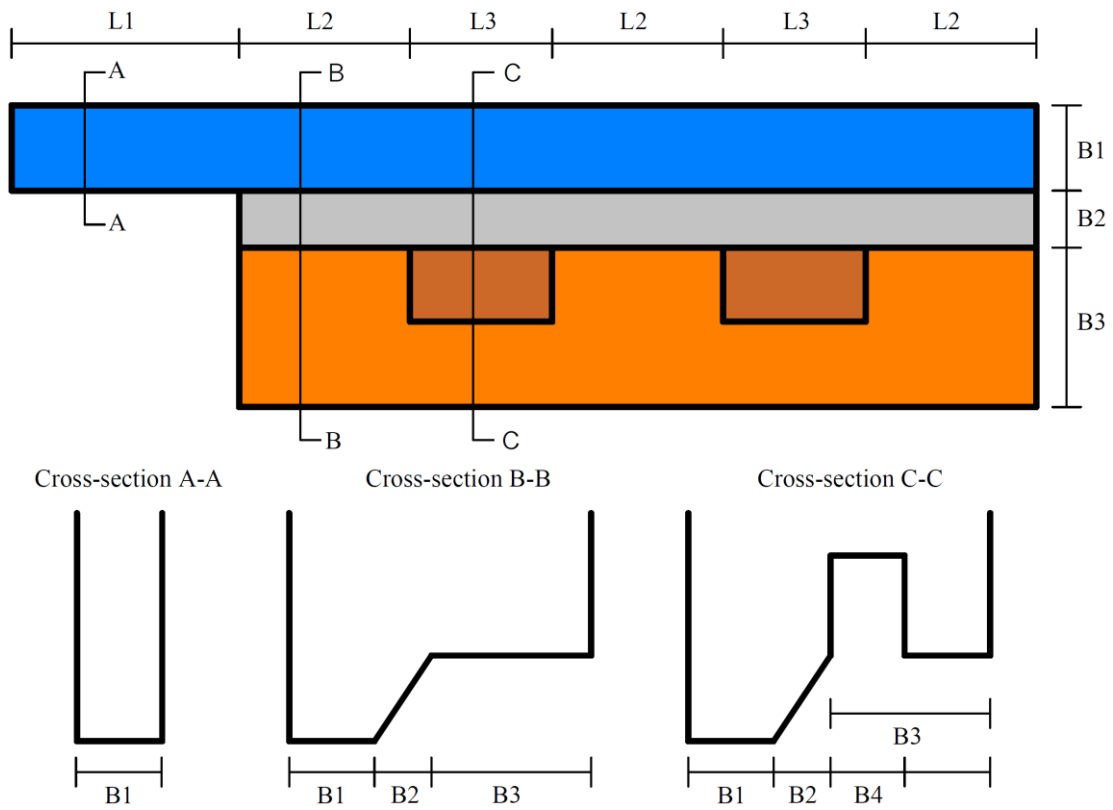 L1 L2 L3 L2 L3 L2
A B C
B1
A
B2
B3
B C
Cross-section A-A Cross-section B-B Cross-section C-C
B3
B1 B1 B2 B3 B1 B2 B4